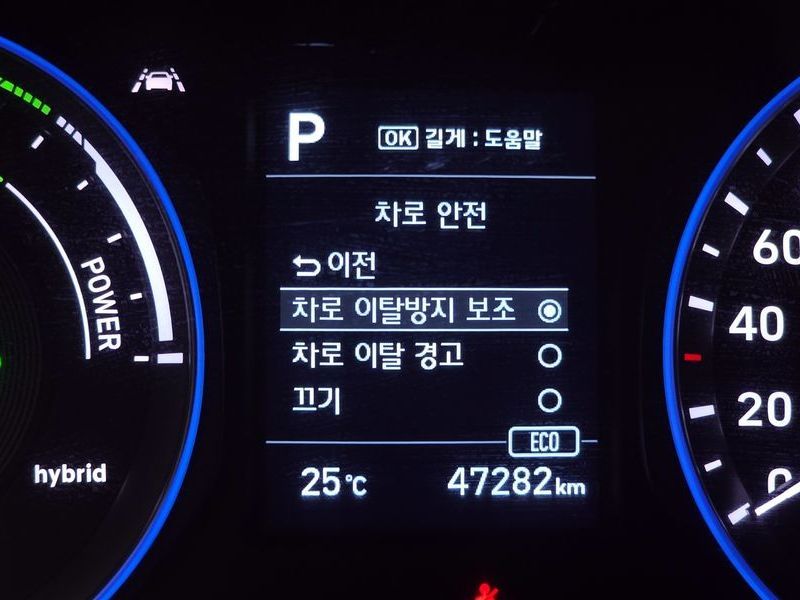 P
OK 길게 : 도움말
차로 안전
이전
차로 이탈방지 보조
차로 이탈 경고
끄기
ECO
25℃ 47282km
POWER
hybrid
60
40
20
0